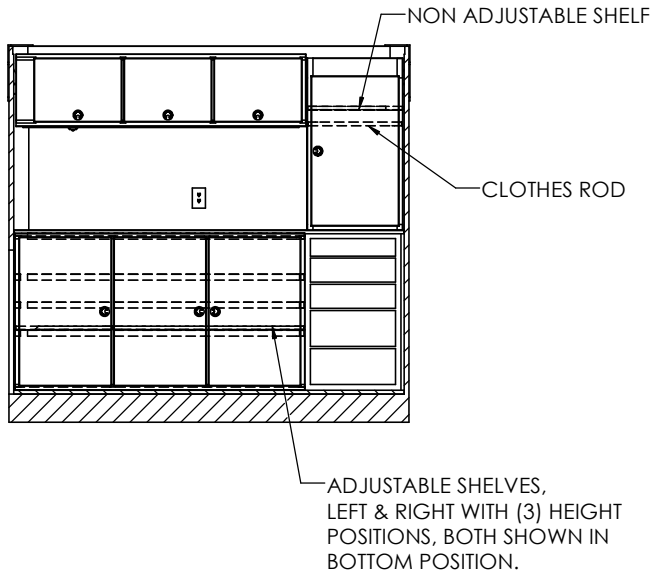 NON ADJUSTABLE SHELF
CLOTHES ROD
ADJUSTABLE SHELVES,
LEFT & RIGHT WITH (3) HEIGHT
POSITIONS, BOTH SHOWN IN
BOTTOM POSITION.